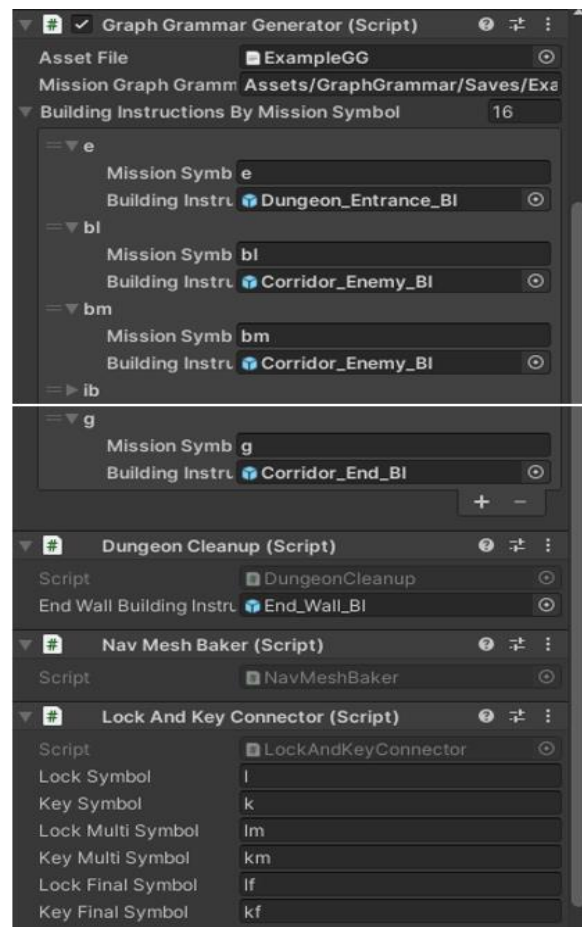 Graph Grammar Generator (Script)
Asset File ExampleGG
Mission Graph Gramm Assets/GraphGrammar/Saves/Exa
Building Instructions By Mission Symbol 16
e
Mission Symb e
Building Instru Dungeon_Entrance_BI
bl
Mission Symb bl
Building Instru Corridor_Enemy_BI
bm
Mission Symb bm
Building Instru Corridor_Enemy_BI
ib
g
Mission Symb g
Building Instru Corridor_End_BI
+ −
Dungeon Cleanup (Script)
Script DungeonCleanup
End Wall Building Instru End_Wall_BI
Nav Mesh Baker (Script)
Script NavMeshBaker
Lock And Key Connector (Script)
Script LockAndKeyConnector
Lock Symbol l
Key Symbol k
Lock Multi Symbol lm
Key Multi Symbol km
Lock Final Symbol lf
Key Final Symbol kf